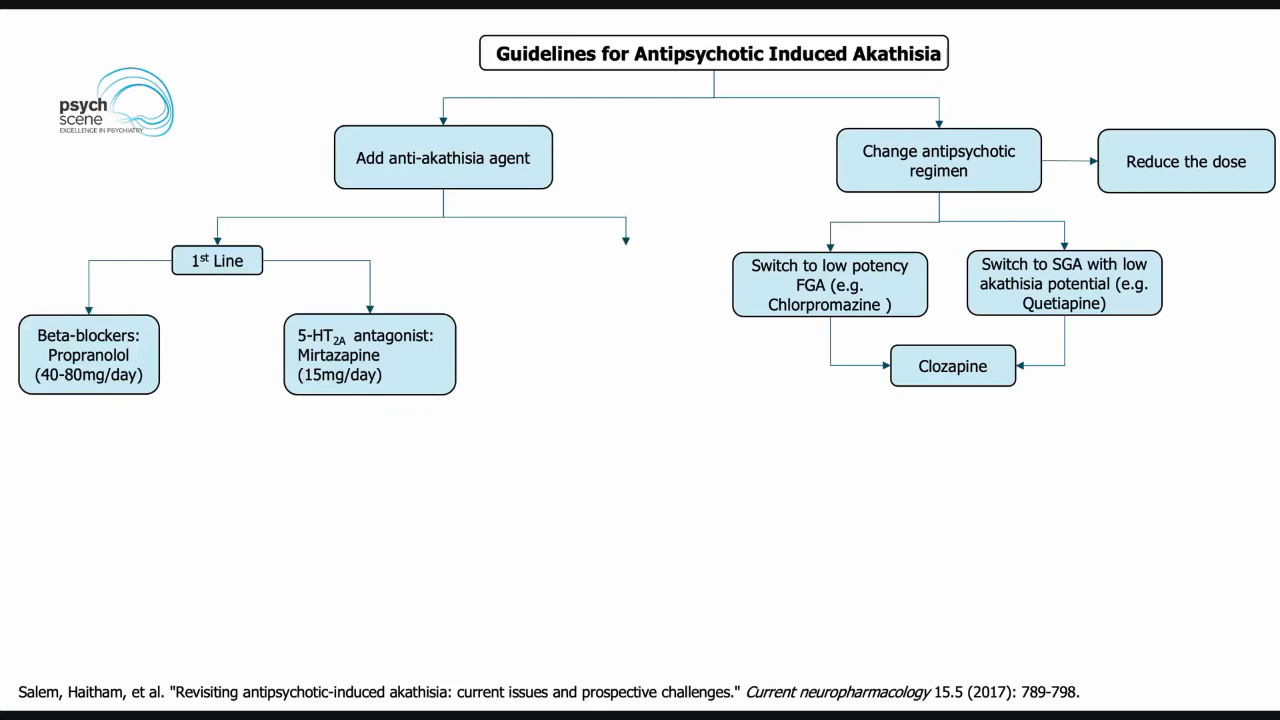 Guidelines for Antipsychotic Induced Akathisia
psych
scene
EXCELLENCE IN PSYCHIATRY
Add anti-akathisia agent
Change antipsychotic
regimen
Reduce the dose
1st Line
Switch to low potency
FGA (e.g.
Chlorpromazine )
Switch to SGA with low
akathisia potential (e.g.
Quetiapine)
Beta-blockers:
Propranolol
(40-80mg/day)
5-HT2A antagonist:
Mirtazapine
(15mg/day)
Clozapine
Salem, Haitham, et al. "Revisiting antipsychotic-induced akathisia: current issues and prospective challenges." Current neuropharmacology 15.5 (2017): 789-798.